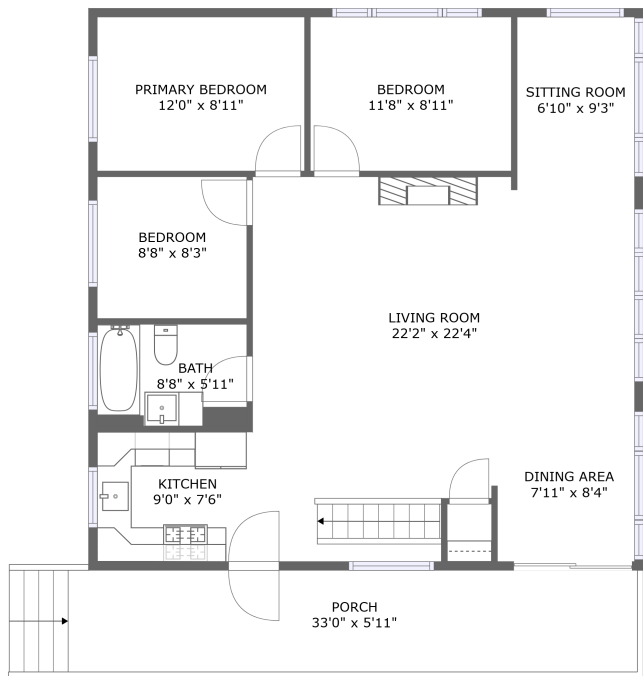 PRIMARY BEDROOM
12'0" x 8'11"
BEDROOM
11'8" x 8'11"
SITTING ROOM
6'10" x 9'3"
BEDROOM
8'8" x 8'3"
LIVING ROOM
22'2" x 22'4"
BATH
8'8" x 5'11"
KITCHEN
9'0" x 7'6"
DINING AREA
7'11" x 8'4"
PORCH
33'0" x 5'11"